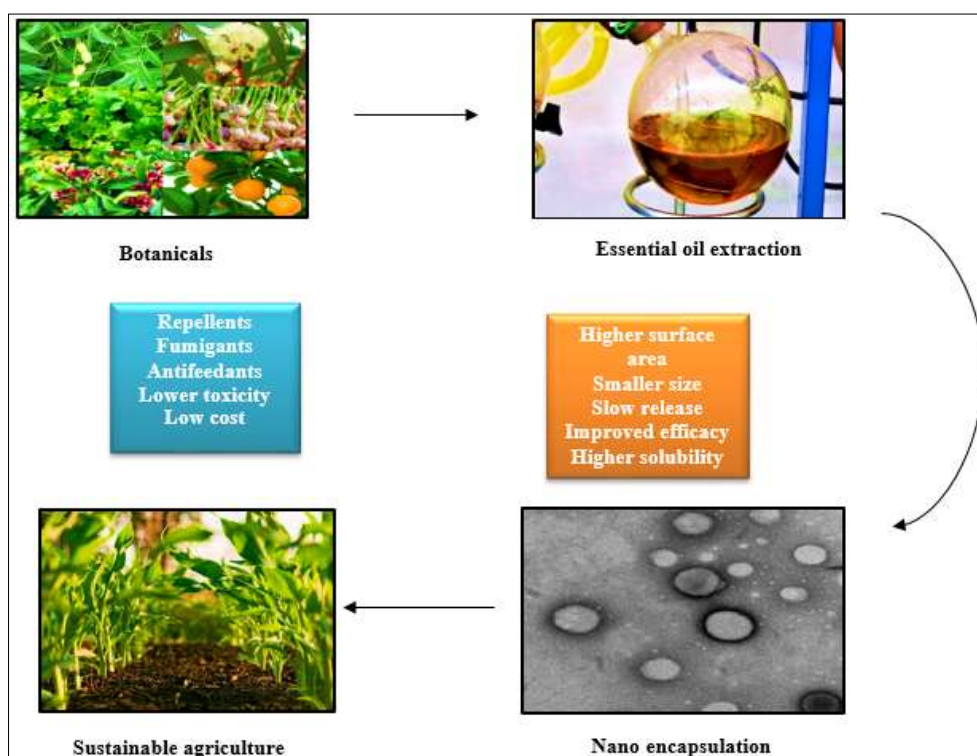 Botanicals
Essential oil extraction
Repellents
Fumigants
Antifeedants
Lower toxicity
Low cost
Higher surface
area
Smaller size
Slow release
Improved efficacy
Higher solubility
Sustainable agriculture
Nano encapsulation